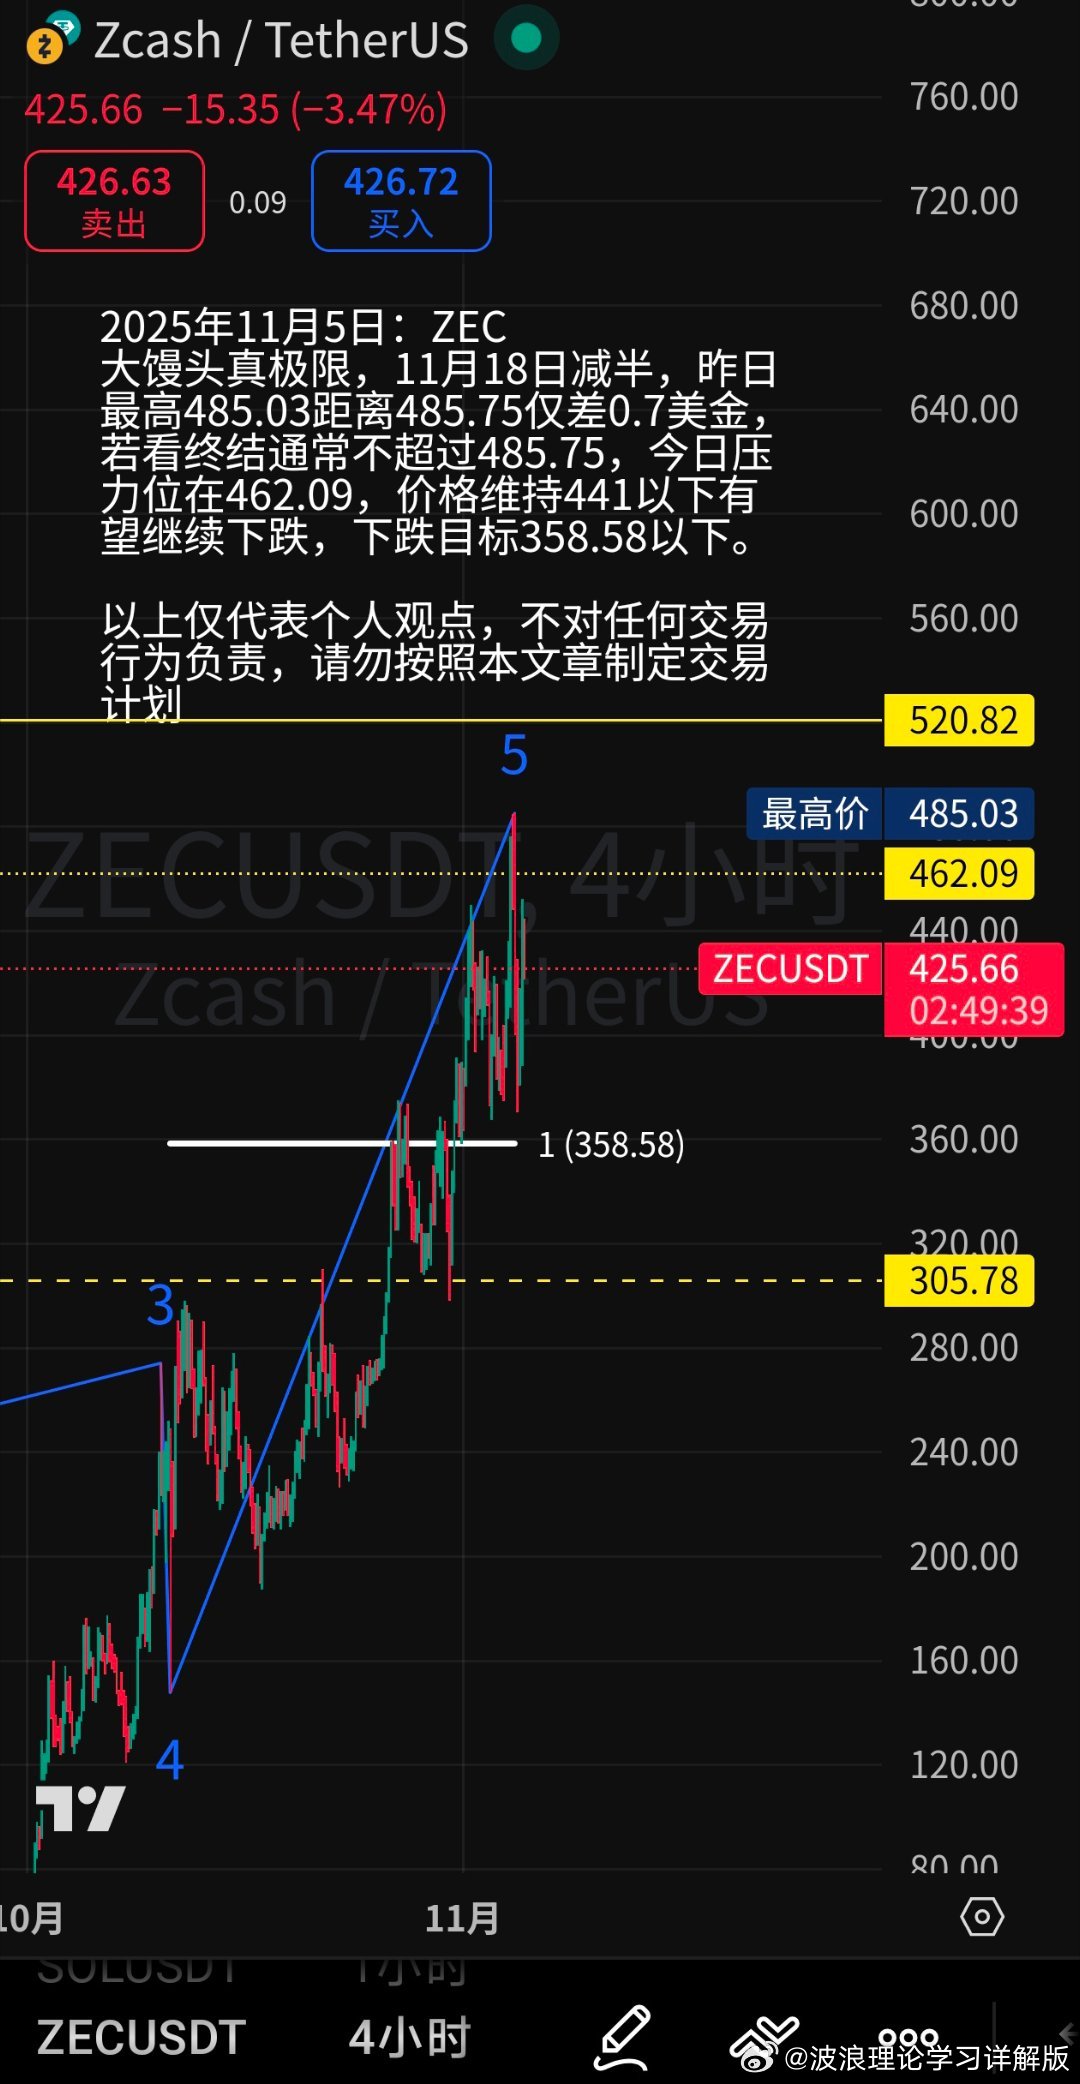 800.00
Zcash / TetherUS
760.00
425.66 −15.35 (−3.47%)
426.63
卖出
0.09
426.72
买入
720.00
680.00
2025年11月5日：ZEC
大馒头真极限，11月18日减半，昨日
最高485.03距离485.75仅差0.7美金，
若看终结通常不超过485.75，今日压
力位在462.09，价格维持441以下有
望继续下跌，下跌目标358.58以下。
640.00
600.00
以上仅代表个人观点，不对任何交易
行为负责，请勿按照本文章制定交易
计划
560.00
520.82
5
最高价 485.03
ZECUSDT, 4小时
462.09
440.00
Zcash / TetherUS
ZECUSDT 425.66
02:49:39
400.00
1 (358.58)
360.00
320.00
305.78
3
280.00
240.00
200.00
160.00
4
120.00
80.00
10月
11月
SOLUSDT 1小时
ZECUSDT 4小时
@波浪理论学习详解版